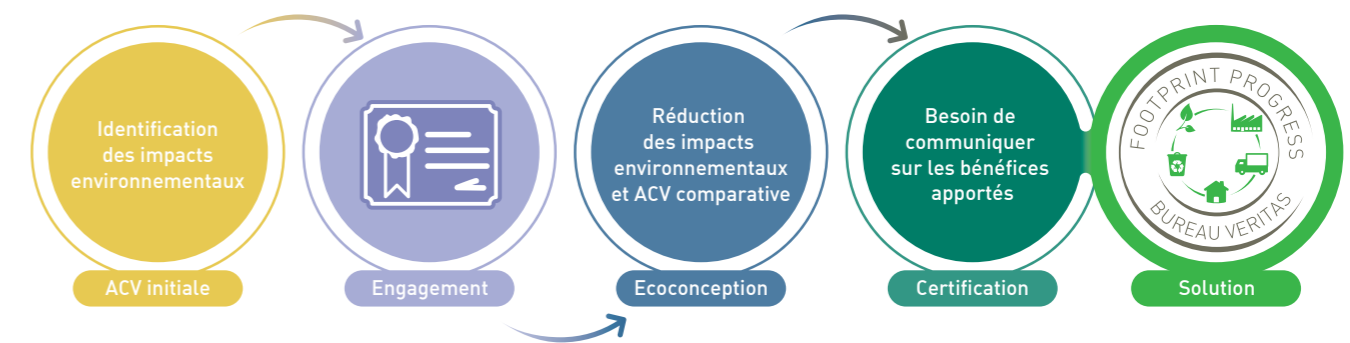 Identification
des impacts
environnementaux
ACV initiale
Engagement
Réduction
des impacts
environnementaux
et ACV comparative
Ecoconception
Besoin de
communiquer
sur les bénéfices
apportés
Certification
FOOTPRINT PROGRESS
BUREAU VERITAS
Solution